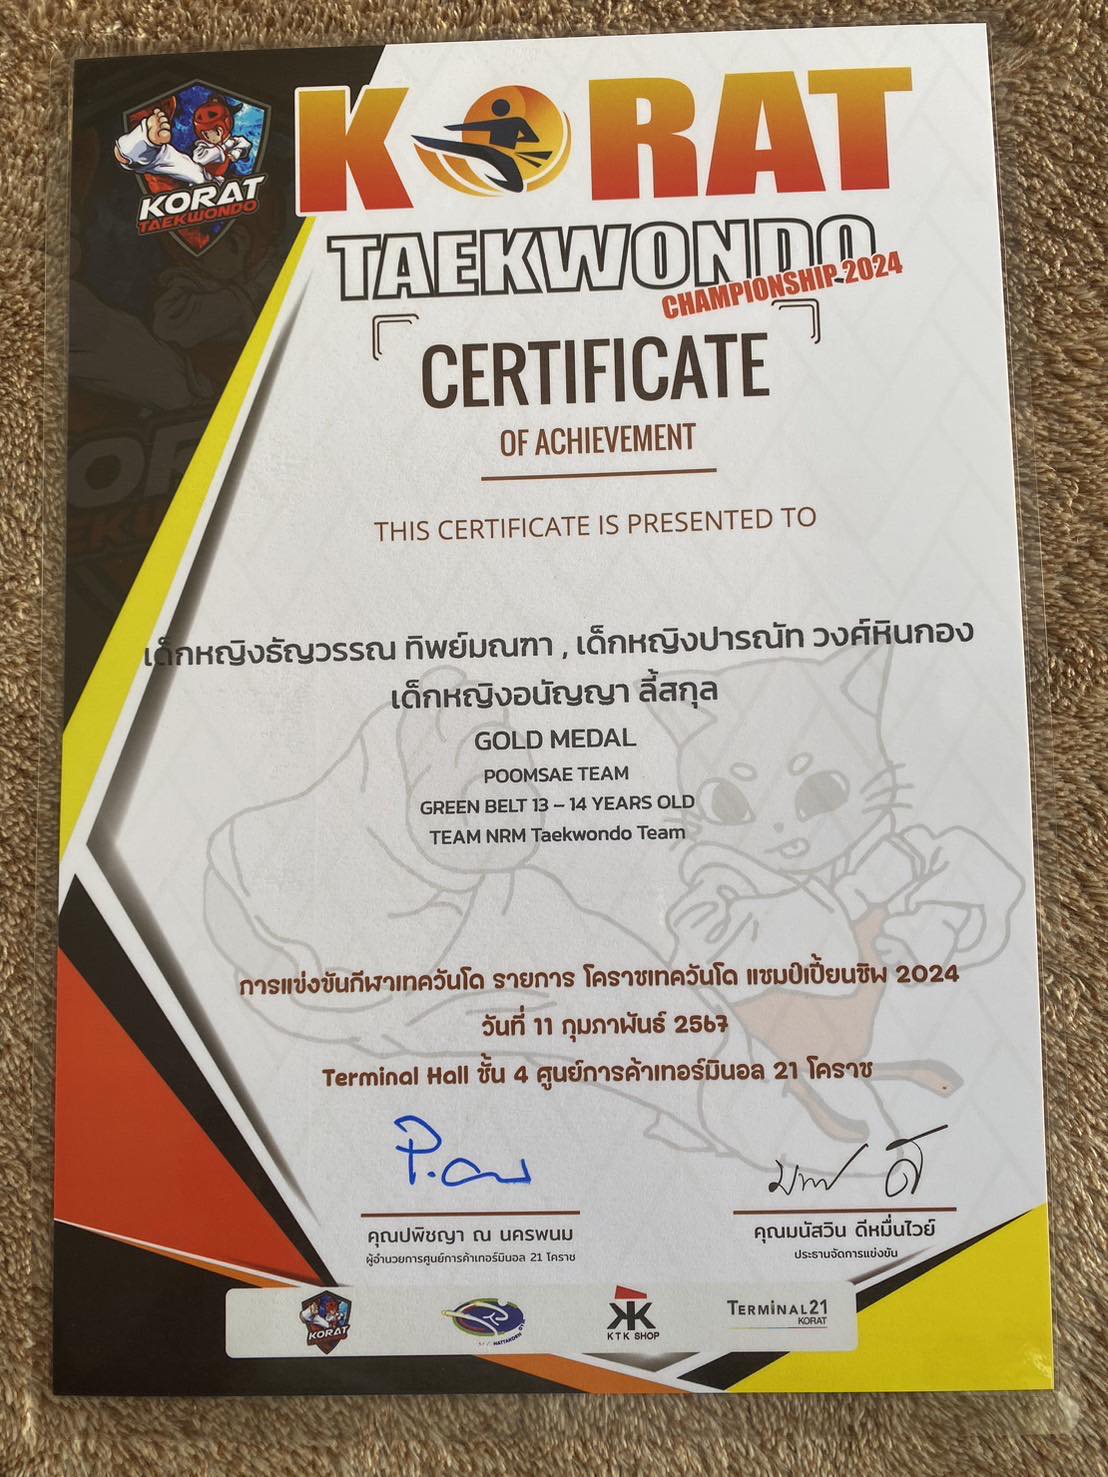 KORAT
TAEKWONDO
KORAT
TAEKWONDO
CHAMPIONSHIP 2024
CERTIFICATE
OF ACHIEVEMENT
THIS CERTIFICATE IS PRESENTED TO
เด็กหญิงธัญวรรณ ทิพย์มณฑา , เด็กหญิงปารณัท วงศ์หินกอง
เด็กหญิงอนัญญา ลี้สกุล
GOLD MEDAL
POOMSAE TEAM
GREEN BELT 13 – 14 YEARS OLD
TEAM NRM Taekwondo Team
การแข่งขันกีฬาเทควันโด รายการ โคราชเทควันโด แชมป์เปี้ยนชิพ 2024
วันที่ 11 กุมภาพันธ์ 2567
Terminal Hall ชั้น 4 ศูนย์การค้าเทอร์มินอล 21 โคราช
คุณปพิชญา ณ นครพนม
ผู้อำนวยการศูนย์การค้าเทอร์มินอล 21 โคราช
คุณมนัสวิน ดีหมื่นไวย์
ประธานจัดการแข่งขัน
KORAT
KTK SHOP
TERMINAL21
KORAT